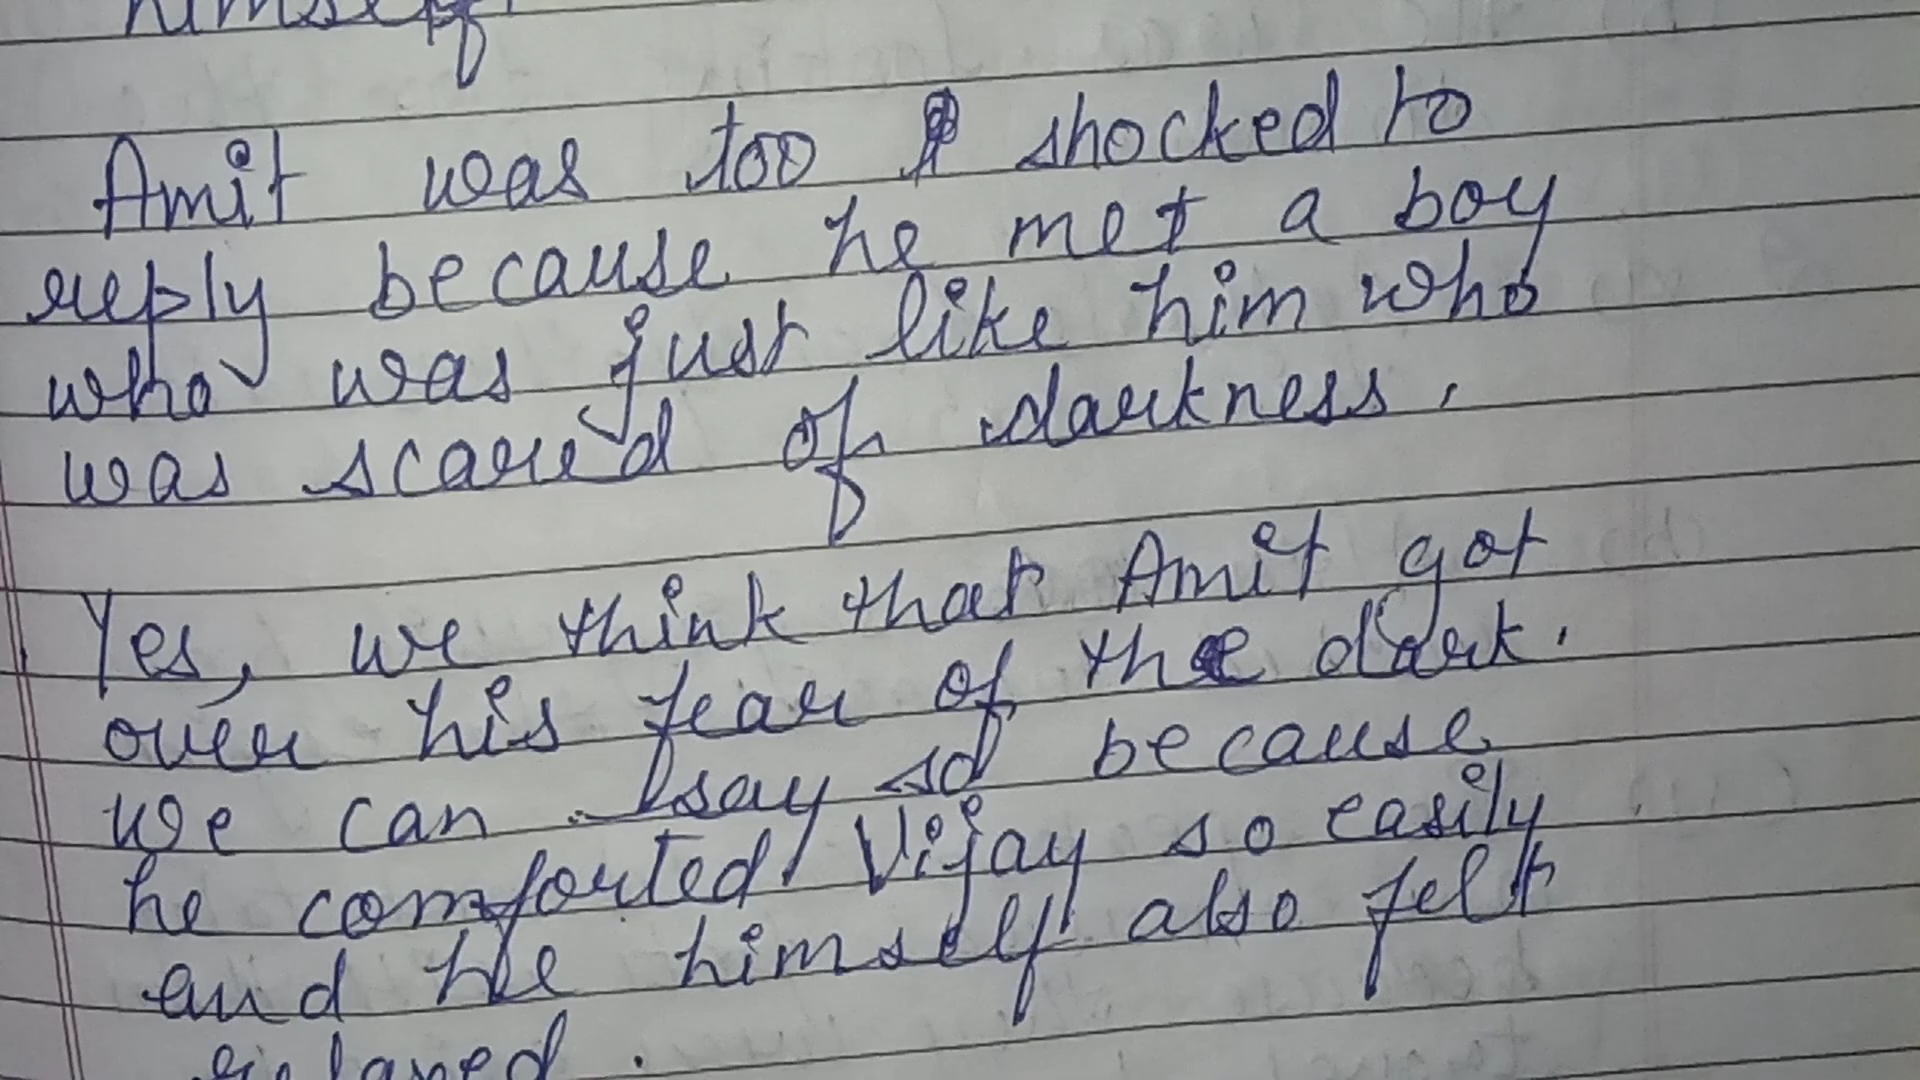 himself.
Amit was too shocked to
reply because he met a boy
who was just like him who
was scared of darkness.
Yes, we think that Amit got
over his fear of the dark.
we can say so because
he comforted Vijay so easily
and he himself also felt
relaxed.